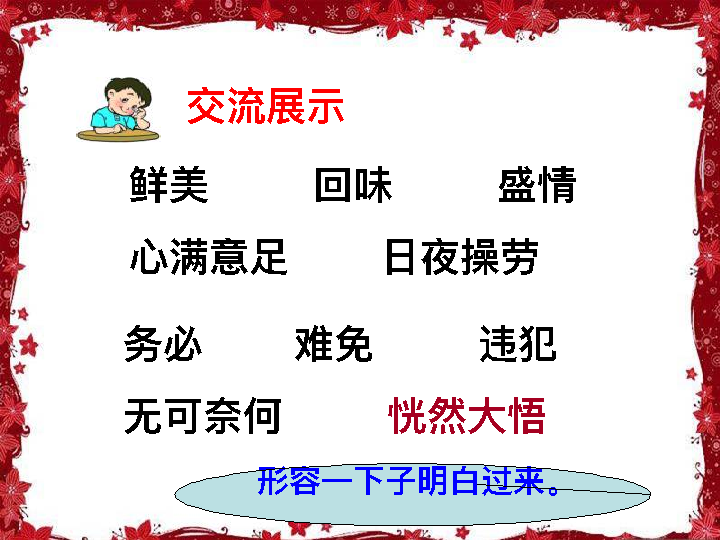 交流展示
鲜美 回味 盛情
心满意足 日夜操劳
务必 难免 违犯
无可奈何 恍然大悟
形容一下子明白过来。